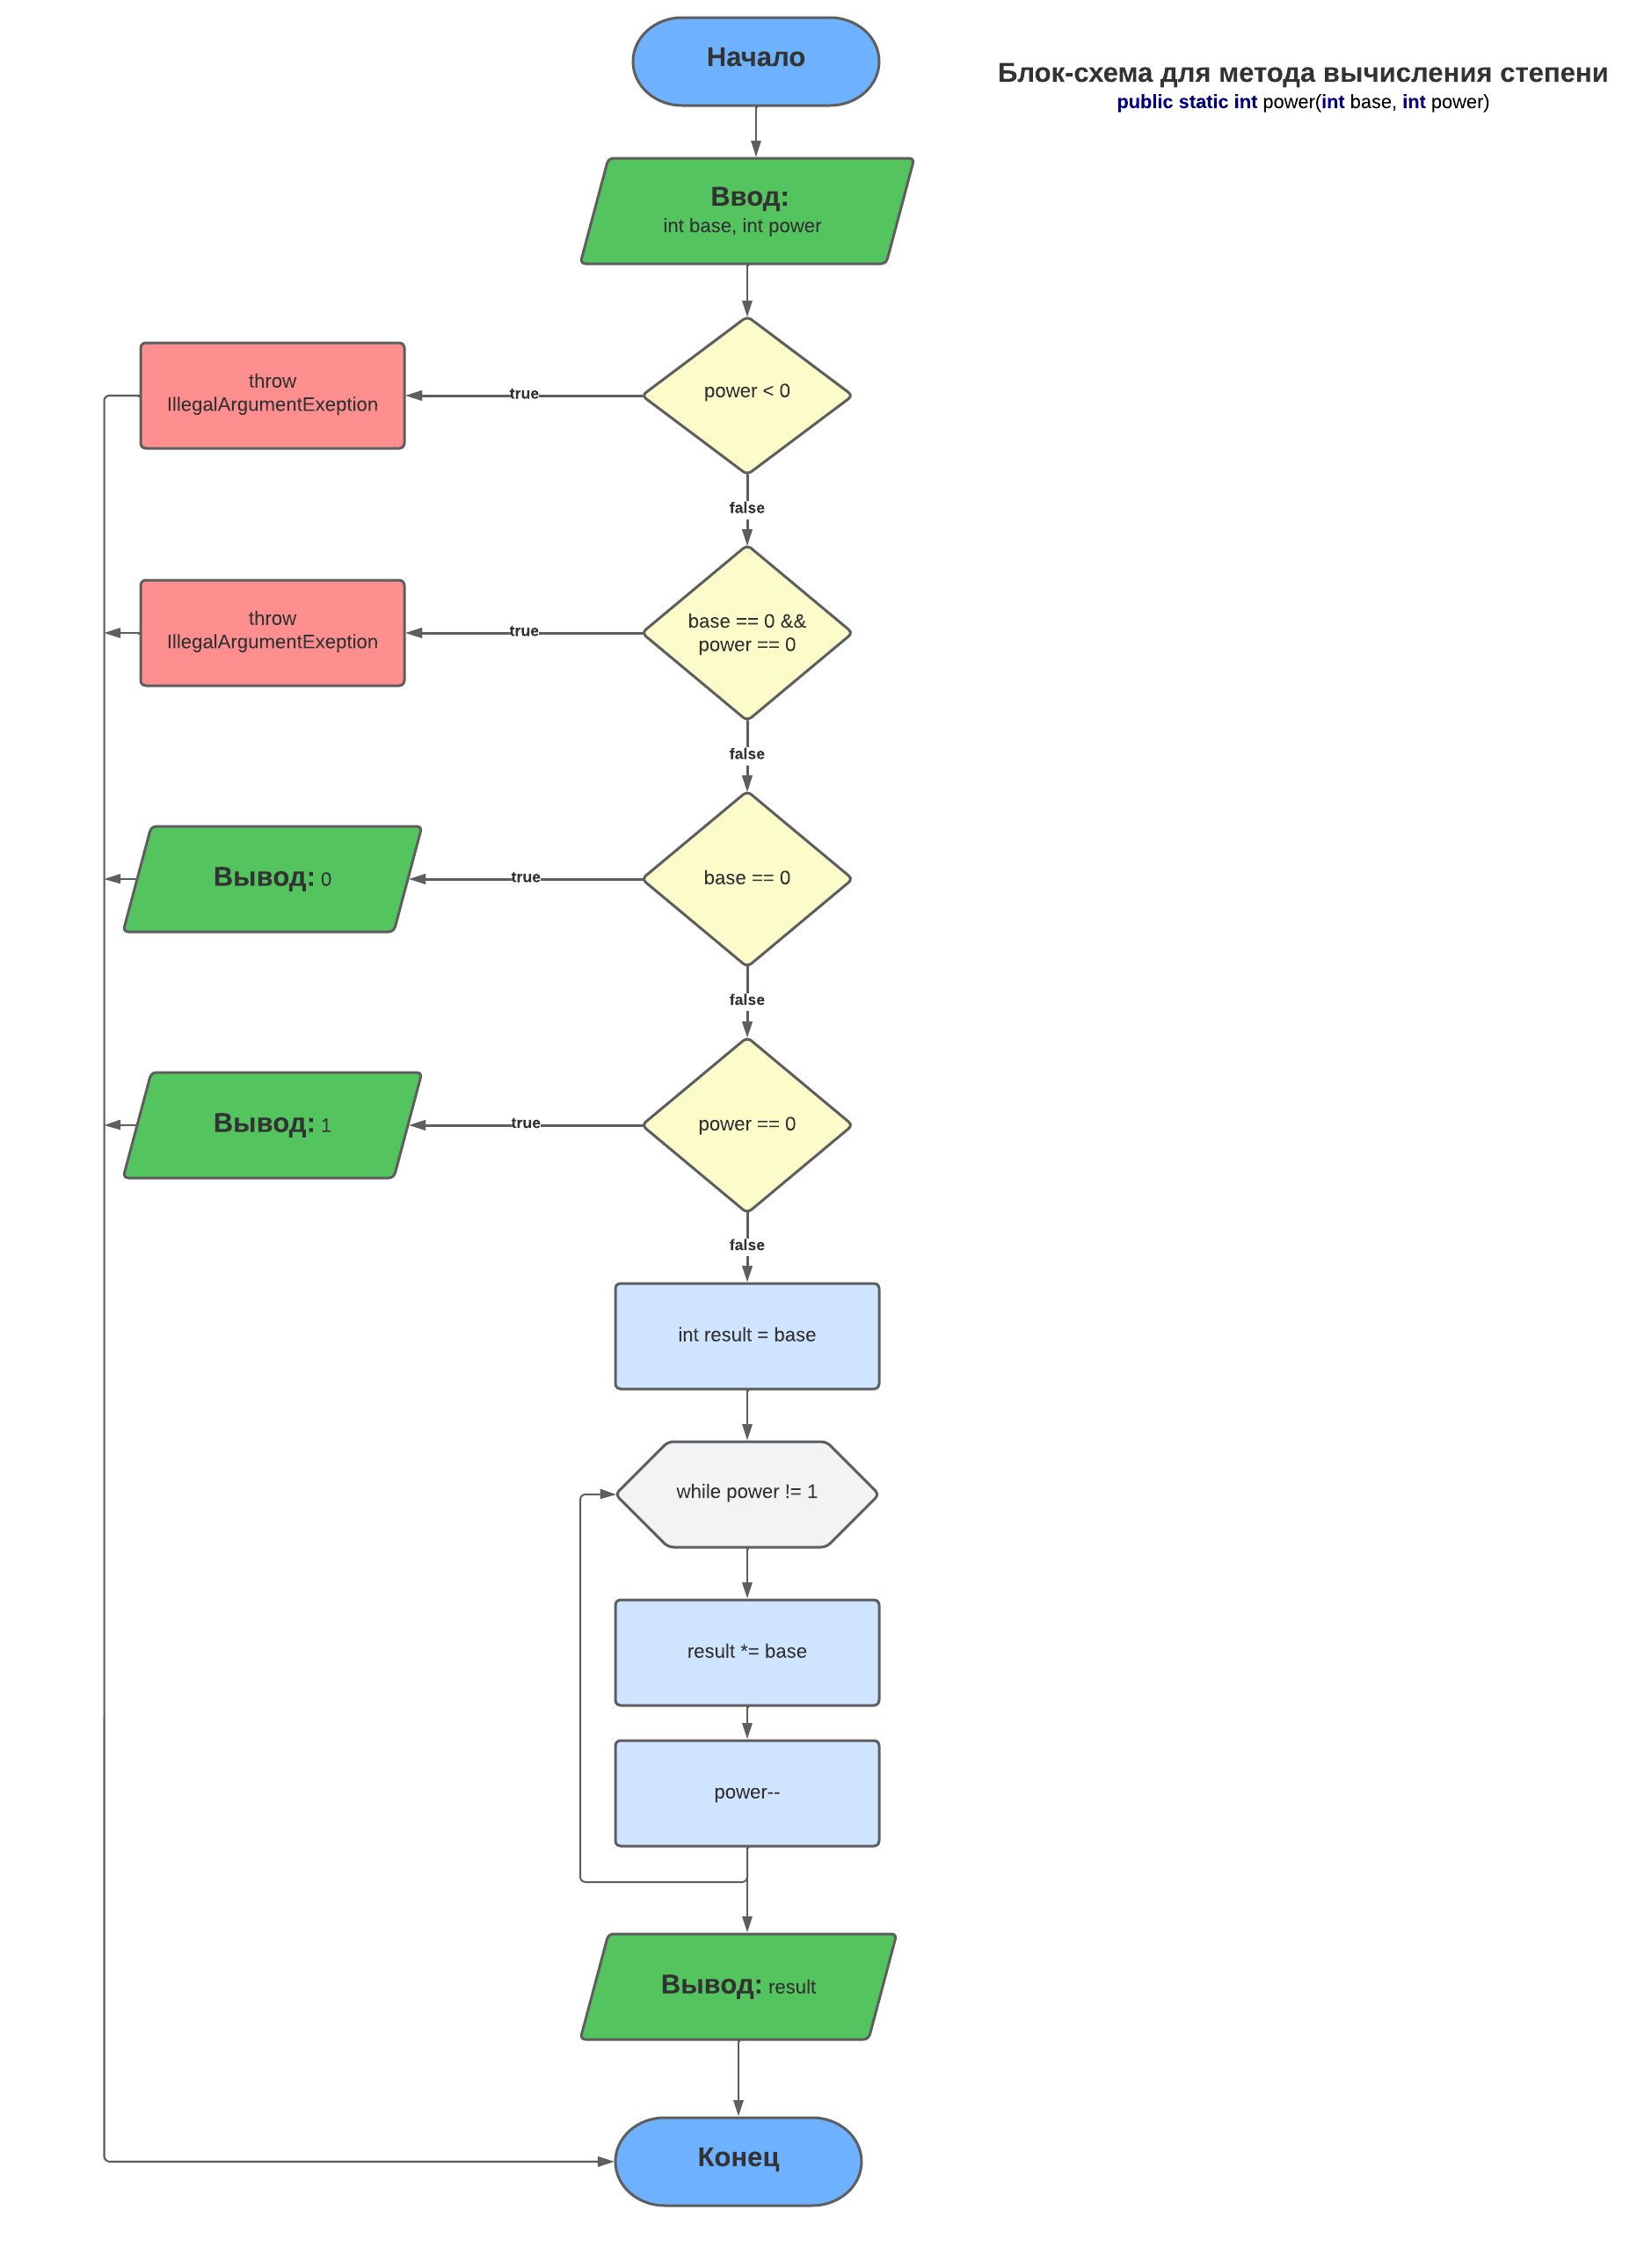 Начало
Блок-схема для метода вычисления степени
public static int power(int base, int power)
Ввод:
int base, int power
power < 0
true
throw
IllegalArgumentExeption
false
base == 0 &&
power == 0
true
throw
IllegalArgumentExeption
false
base == 0
true
Вывод: 0
false
power == 0
true
Вывод: 1
false
int result = base
while power != 1
result *= base
power--
Вывод: result
Конец